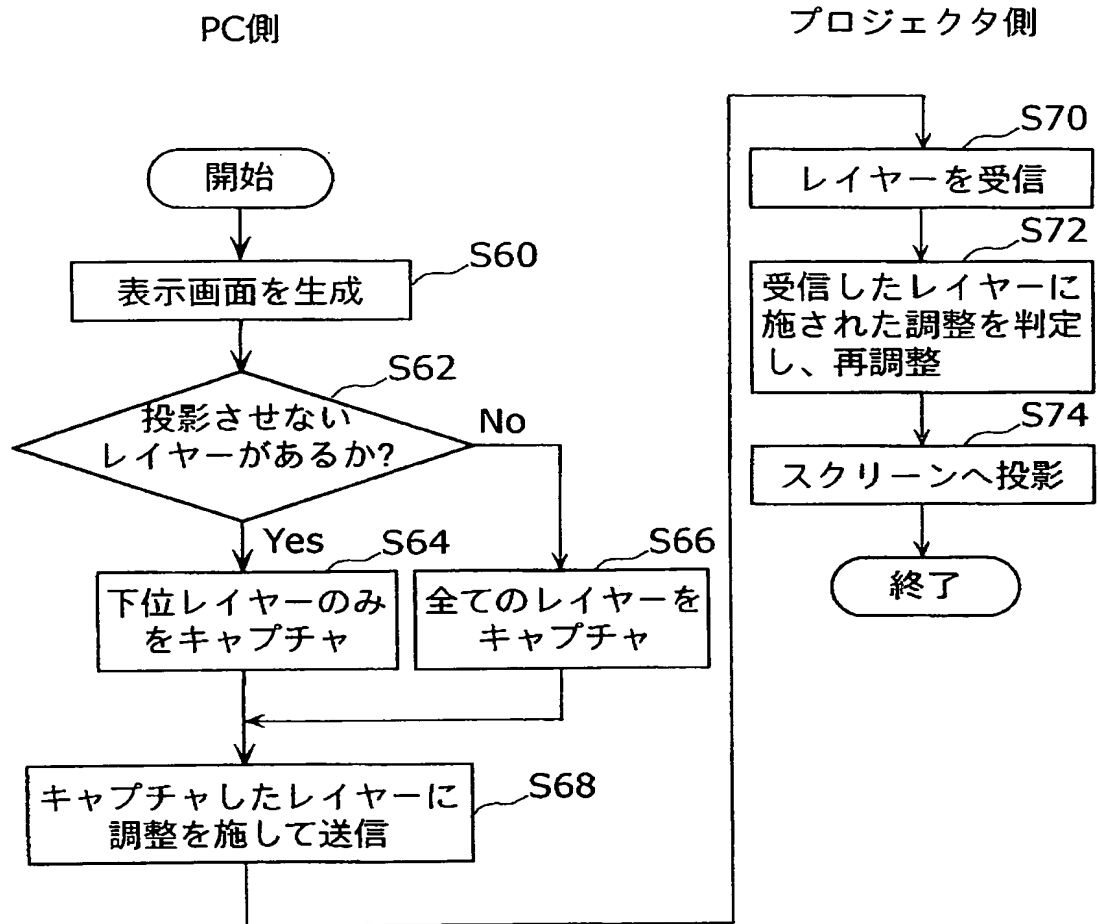 PC側
プロジェクタ側
開始
S60
表示画面を生成
S62
投影させない
レイヤーがあるか?
No
Yes
S64
下位レイヤーのみ
をキャプチャ
S66
全てのレイヤーを
キャプチャ
S68
キャプチャしたレイヤーに
調整を施して送信
S70
レイヤーを受信
S72
受信したレイヤーに
施された調整を判定
し、再調整
S74
スクリーンへ投影
終了